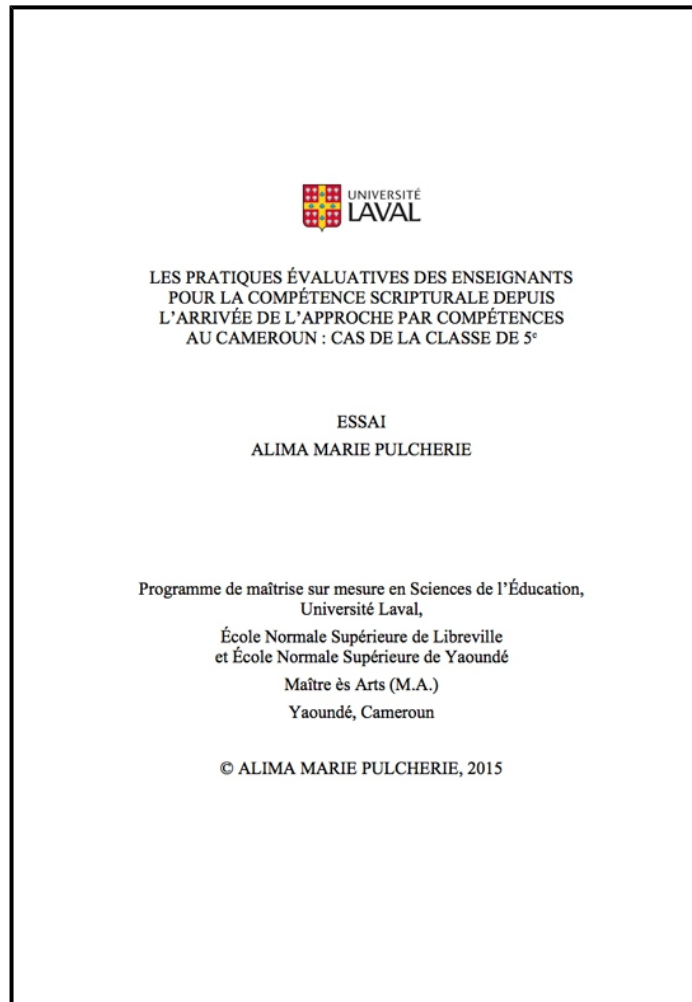 UNIVERSITÉ
LAVAL
LES PRATIQUES ÉVALUATIVES DES ENSEIGNANTS
POUR LA COMPÉTENCE SCRIPTURALE DEPUIS
L'ARRIVÉE DE L'APPROCHE PAR COMPÉTENCES
AU CAMEROUN : CAS DE LA CLASSE DE 5e
ESSAI
ALIMA MARIE PULCHERIE
Programme de maîtrise sur mesure en Sciences de l'Éducation,
Université Laval,
École Normale Supérieure de Libreville
et École Normale Supérieure de Yaoundé
Maître ès Arts (M.A.)
Yaoundé, Cameroun
© ALIMA MARIE PULCHERIE, 2015